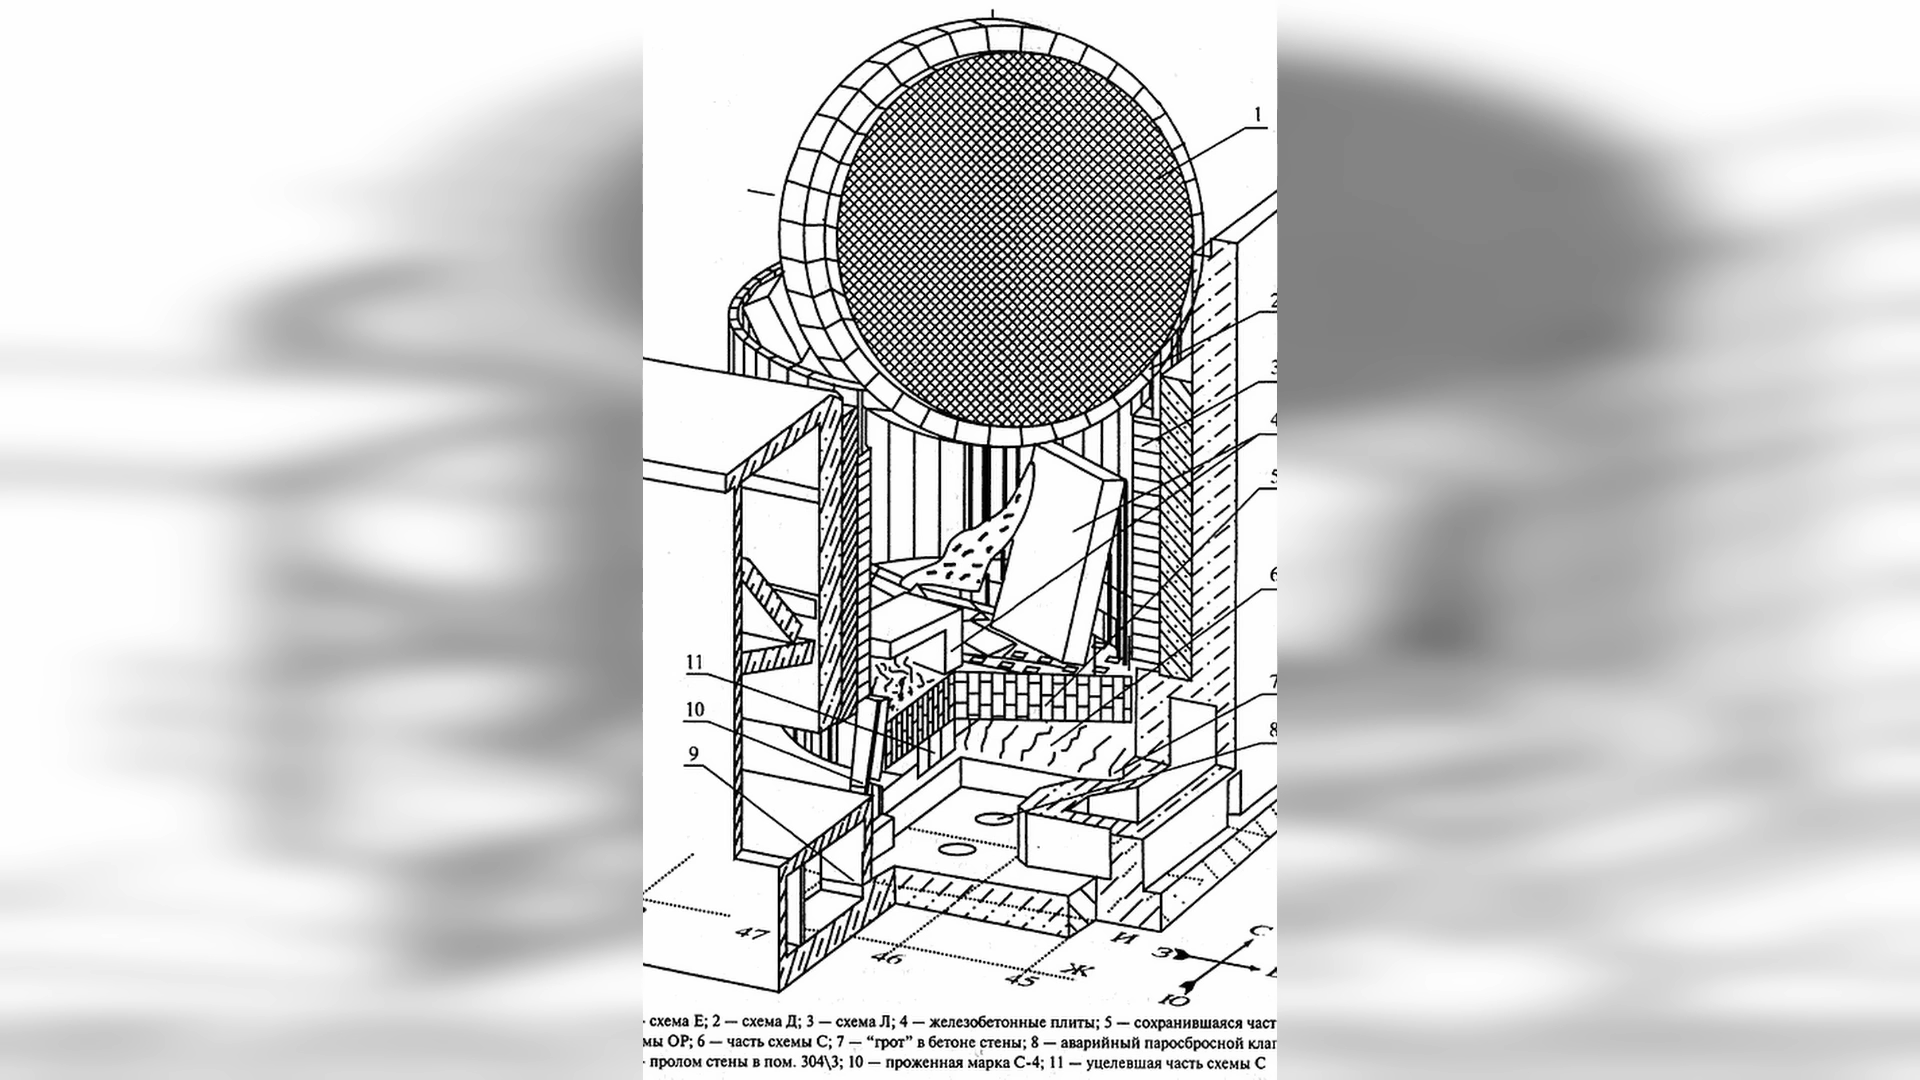 1
2
3
4
5
6
7
8
11
10
9
47
46
45
И
Ж
С
З
Ю
схема Е; 2 — схема Д; 3 — схема Л; 4 — железобетонные плиты; 5 — сохранившаяся част
мы ОР; 6 — часть схемы С; 7 — “грот” в бетоне стены; 8 — аварийный паросбросной клап
пролом стены в пом. 304\3; 10 — проженная марка С-4; 11 — уцелевшая часть схемы С